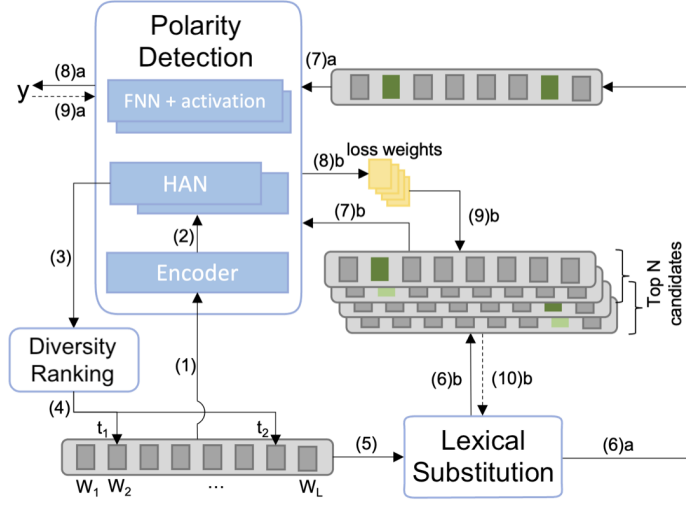 Polarity
Detection
(7)a
(8)a
y
(9)a
FNN + activation
loss weights
(8)b
HAN
(7)b
(9)b
(2)
(3)
Encoder
Top N
candidates
Diversity
Ranking
(1)
(6)b
(10)b
(4)
t1
t2
(5)
Lexical
Substitution
(6)a
W1 W2 ... WL